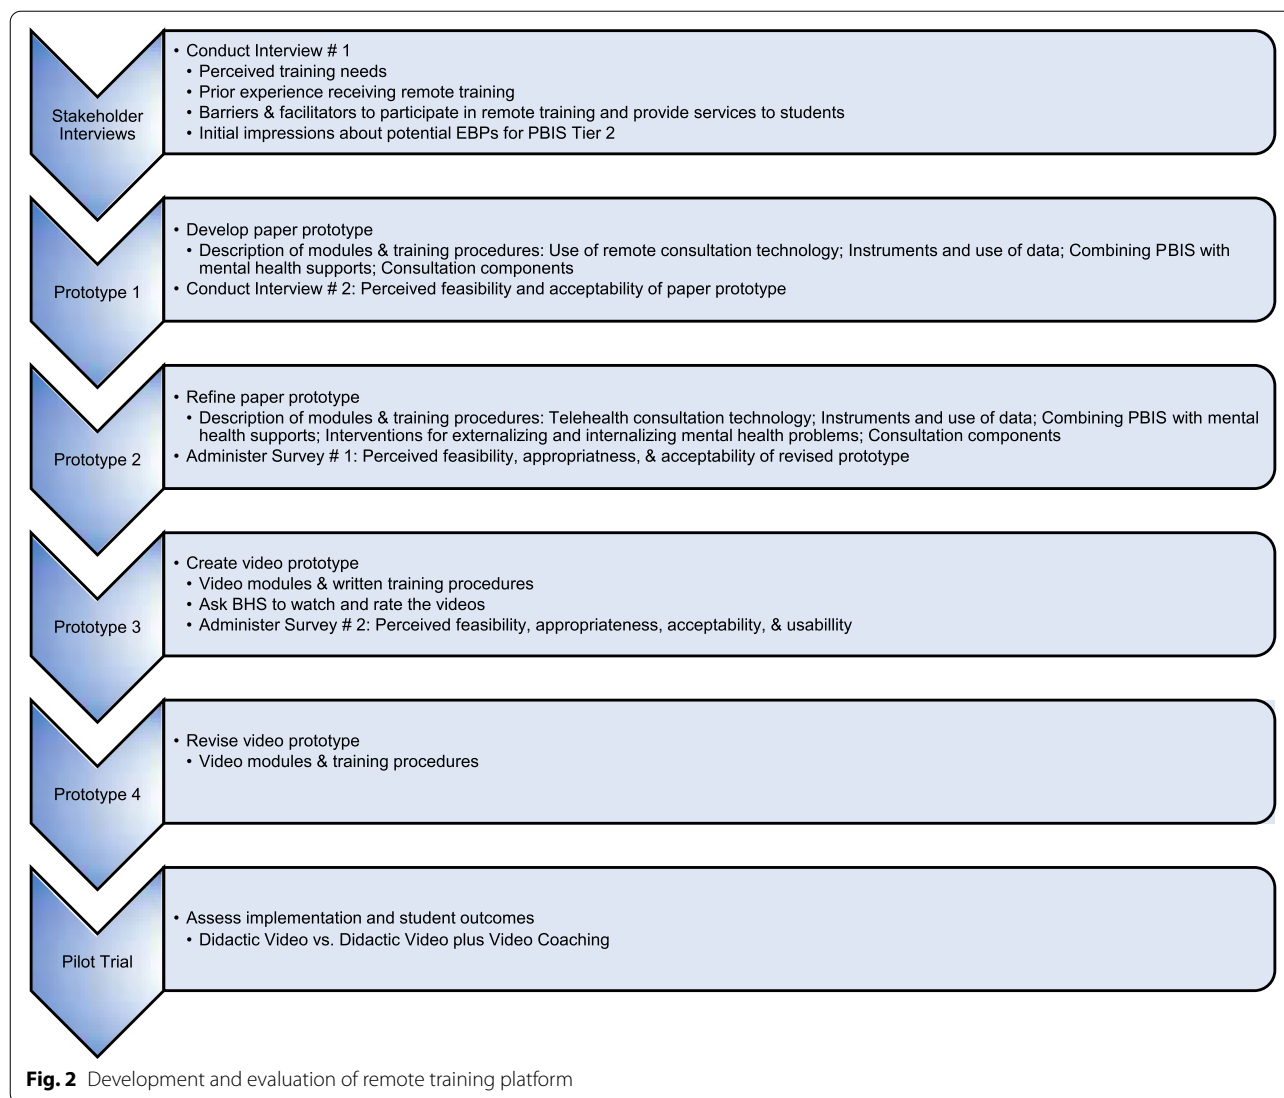 Stakeholder
Interviews
• Conduct Interview # 1
• Perceived training needs
• Prior experience receiving remote training
• Barriers & facilitators to participate in remote training and provide services to students
• Initial impressions about potential EBPs for PBIS Tier 2
Prototype 1
• Develop paper prototype
• Description of modules & training procedures: Use of remote consultation technology; Instruments and use of data; Combining PBIS with
mental health supports; Consultation components
• Conduct Interview # 2: Perceived feasibility and acceptability of paper prototype
Prototype 2
• Refine paper prototype
• Description of modules & training procedures: Telehealth consultation technology; Instruments and use of data; Combining PBIS with mental
health supports; Interventions for externalizing and internalizing mental health problems; Consultation components
• Administer Survey # 1: Perceived feasibility, appropriatness, & acceptability of revised prototype
Prototype 3
• Create video prototype
• Video modules & written training procedures
• Ask BHS to watch and rate the videos
• Administer Survey # 2: Perceived feasibility, appropriateness, acceptability, & usabillity
Prototype 4
• Revise video prototype
• Video modules & training procedures
Pilot Trial
• Assess implementation and student outcomes
• Didactic Video vs. Didactic Video plus Video Coaching
Fig. 2 Development and evaluation of remote training platform